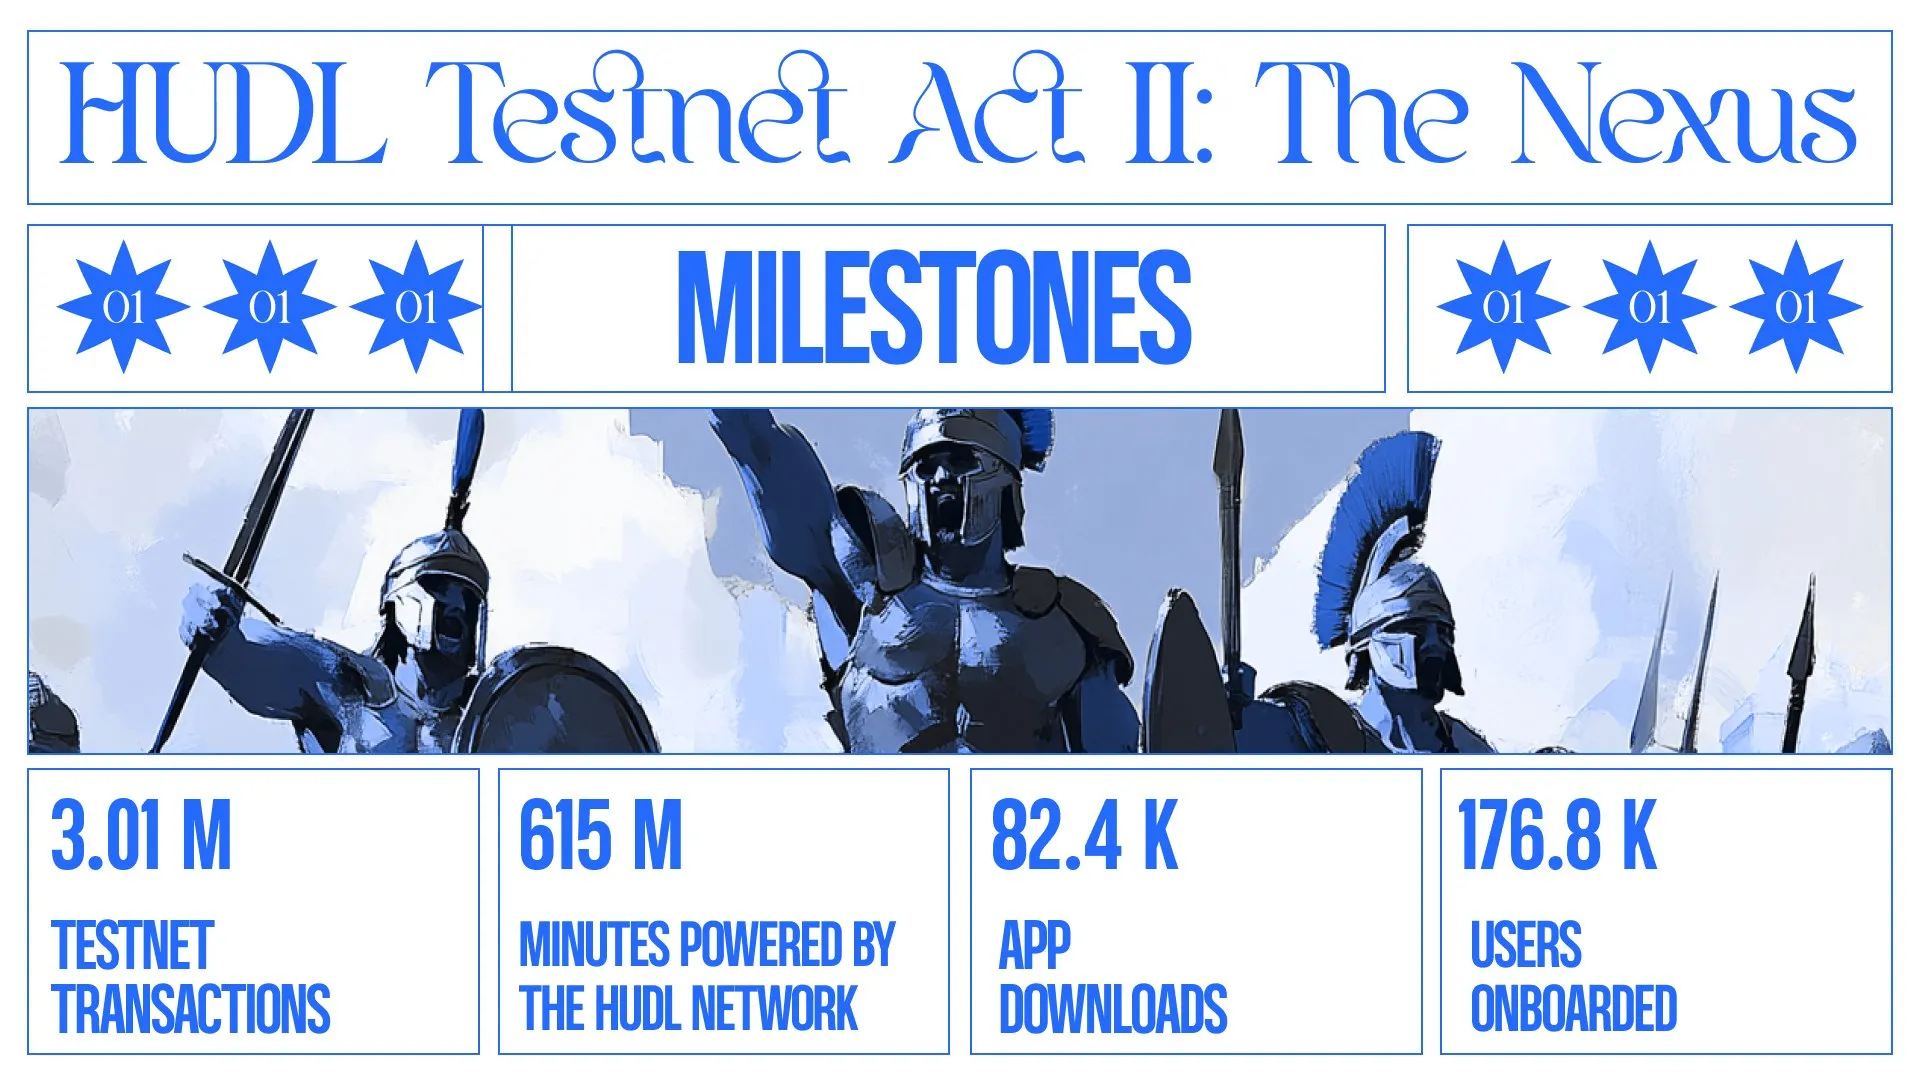 HUDL Testnet Act II: The Nexus
01 01 01 MILESTONES 01 01 01
3.01 M
TESTNET
TRANSACTIONS
615 M
MINUTES POWERED BY
THE HUDL NETWORK
82.4 K
APP
DOWNLOADS
176.8 K
USERS
ONBOARDED